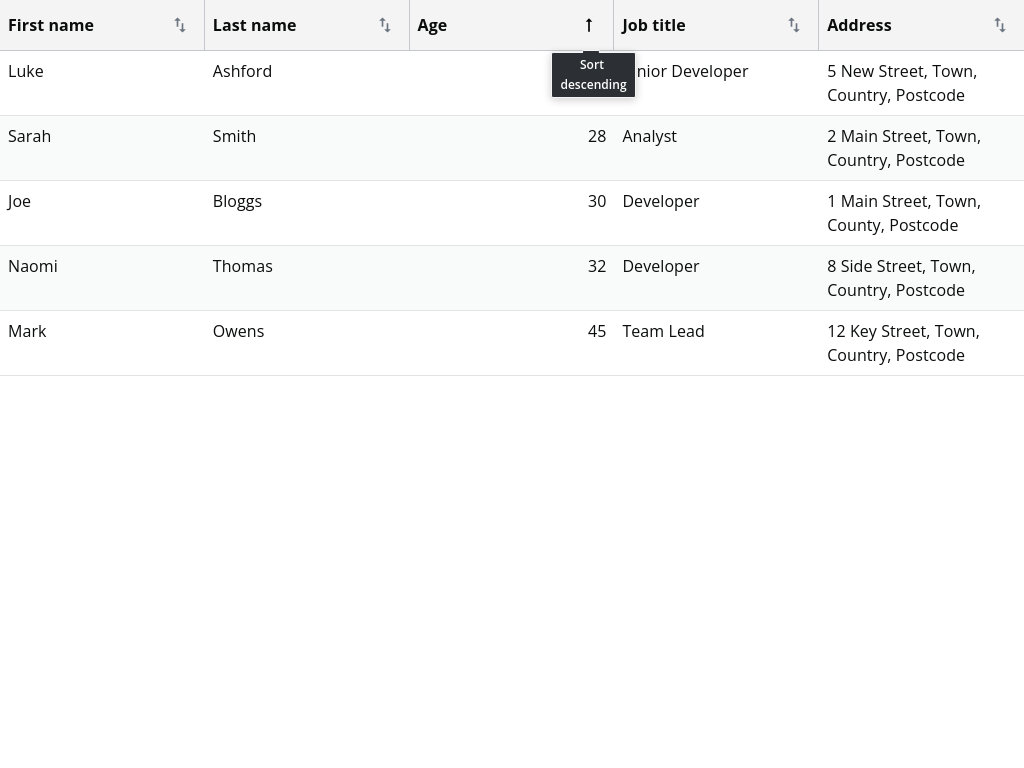 First name Last name Age Job title Address
Sort
descending
Luke Ashford nior Developer 5 New Street, Town,
Country, Postcode
Sarah Smith 28 Analyst 2 Main Street, Town,
Country, Postcode
Joe Bloggs 30 Developer 1 Main Street, Town,
County, Postcode
Naomi Thomas 32 Developer 8 Side Street, Town,
Country, Postcode
Mark Owens 45 Team Lead 12 Key Street, Town,
Country, Postcode